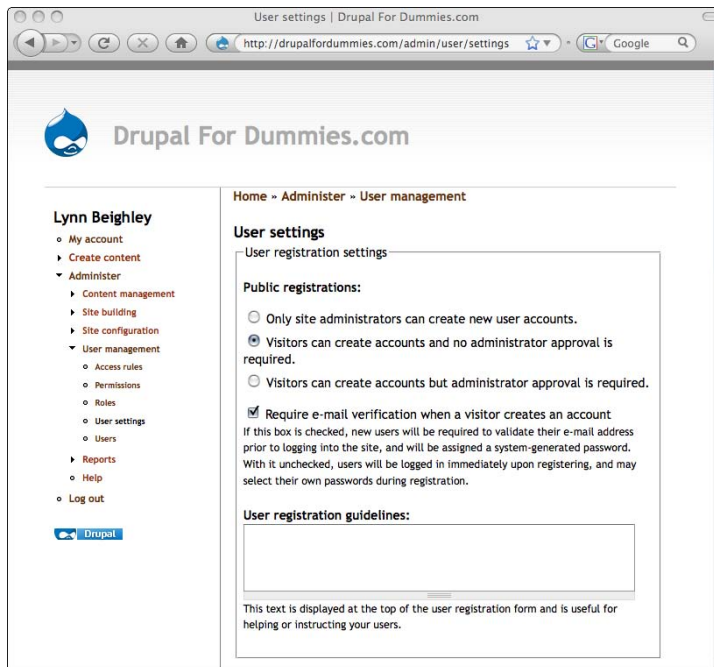 User settings | Drupal For Dummies.com
http://drupalfordummies.com/admin/user/settings
G
Google
Drupal For Dummies.com
Lynn Beighley
My account
Create content
Administer
Content management
Site building
Site configuration
User management
Access rules
Permissions
Roles
User settings
Users
Reports
Help
Log out
Drupal
Home » Administer » User management
User settings
User registration settings
Public registrations:
Only site administrators can create new user accounts.
Visitors can create accounts and no administrator approval is
required.
Visitors can create accounts but administrator approval is required.
Require e-mail verification when a visitor creates an account
If this box is checked, new users will be required to validate their e-mail address
prior to logging into the site, and will be assigned a system-generated password.
With it unchecked, users will be logged in immediately upon registering, and may
select their own passwords during registration.
User registration guidelines:
This text is displayed at the top of the user registration form and is useful for
helping or instructing your users.